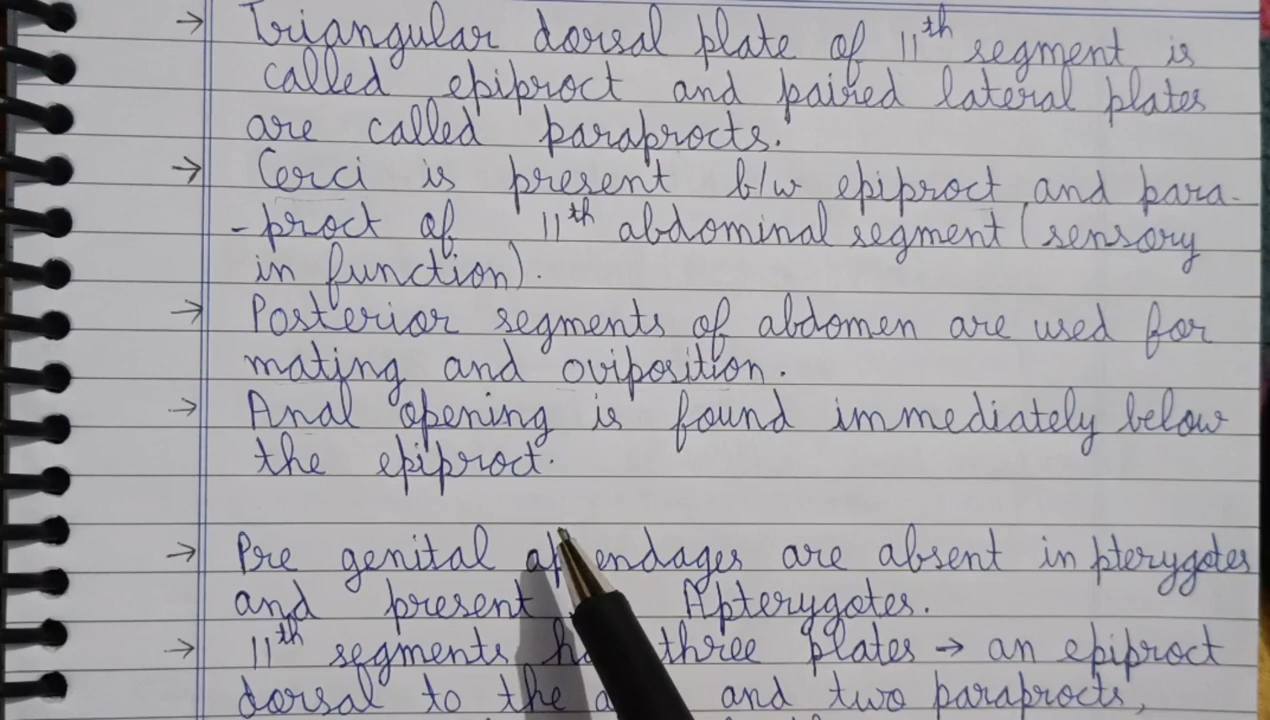 → Triangular dorsal plate of 11th segment is
called epiproct and paired lateral plates
are called paraprocts.
→ Cerci is present b/w epiproct and para-
-proct of 11th abdominal segment (sensory
in function).
→ Posterior segments of abdomen are used for
mating and oviposition.
→ Anal opening is found immediately below
the epiproct.
→ Pre genital appendages are absent in pterygotes
and present Apterygotes.
→ 11th segments three plates → an epiproct
dorsal to the and two paraprocts,